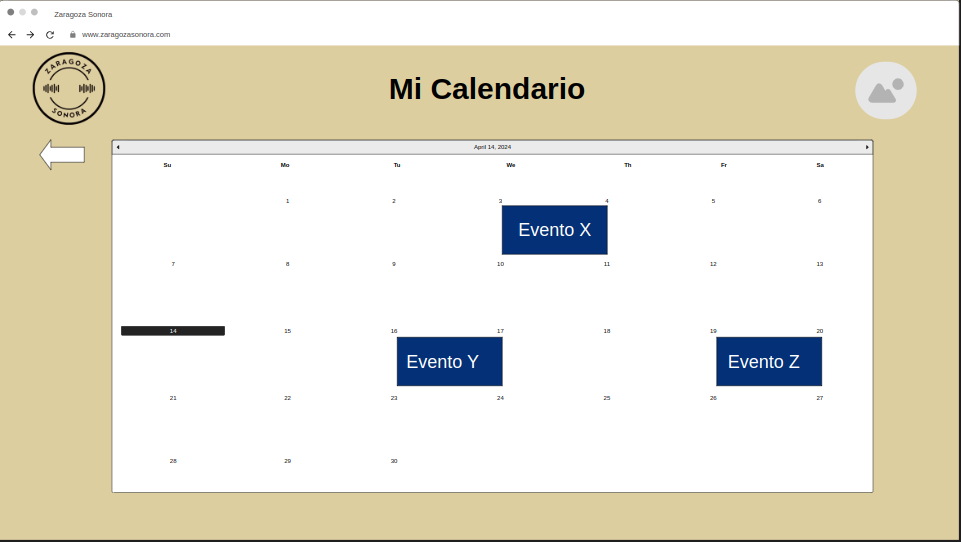 Zaragoza Sonora
www.zaragozasonora.com
ZARAGOZA
SONORA
Mi Calendario
April 14, 2024
Su Mo Tu We Th Fr Sa
1 2 3 4 5 6
Evento X
7 8 9 10 11 12 13
14 15 16 17 18 19 20
Evento Y Evento Z
21 22 23 24 25 26 27
28 29 30